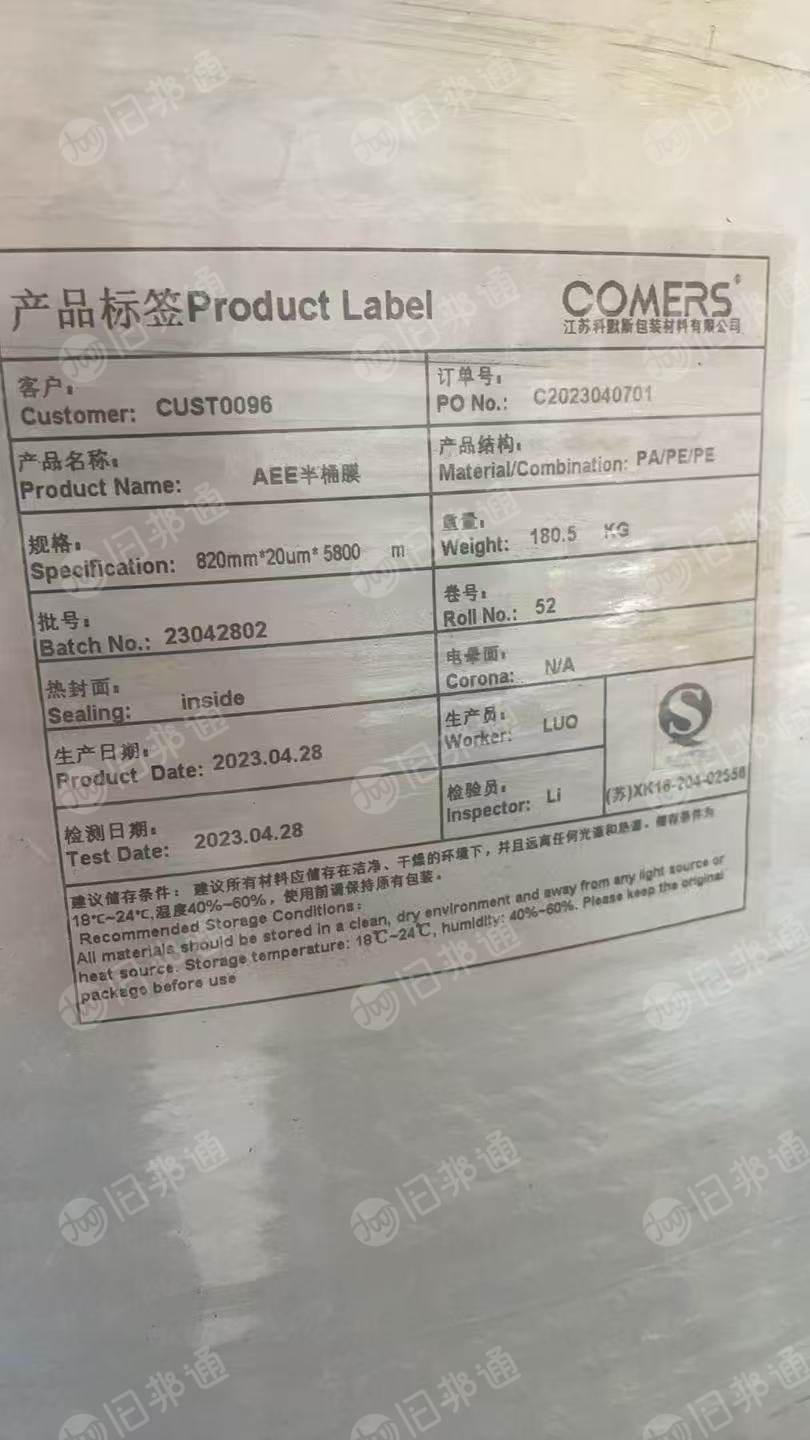 产品标签Product Label
COMERS®
江苏科默斯包装材料有限公司
客户:
Customer: CUST0096
订单号:
PO No.: C2023040701
产品名称:
Product Name: AEE半桶膜
产品结构:
Material/Combination: PA/PE/PE
规格:
Specification: 820mm*20um* 5800 m
重量:
Weight: 180.5 KG
批号:
Batch No.: 23042802
卷号:
Roll No.: 52
热封面:
Sealing: inside
电晕面:
Corona: N/A
生产日期:
Product Date: 2023.04.28
生产员:
Worker: LUO
检测日期:
Test Date: 2023.04.28
检验员:
Inspector: Li
(苏)XK16-204-02556
建议储存条件: 建议所有材料应储存在洁净、干燥的环境下,并且远离任何光源和热源。储存条件为
18℃~24℃,湿度40%~60%,使用前请保持原有包装。
Recommended Storage Conditions:
All materials should be stored in a clean, dry environment and away from any light source or
heat source. Storage temperature: 18℃~24℃, humidity: 40%~60%. Please keep the original
package before use
旧邦通